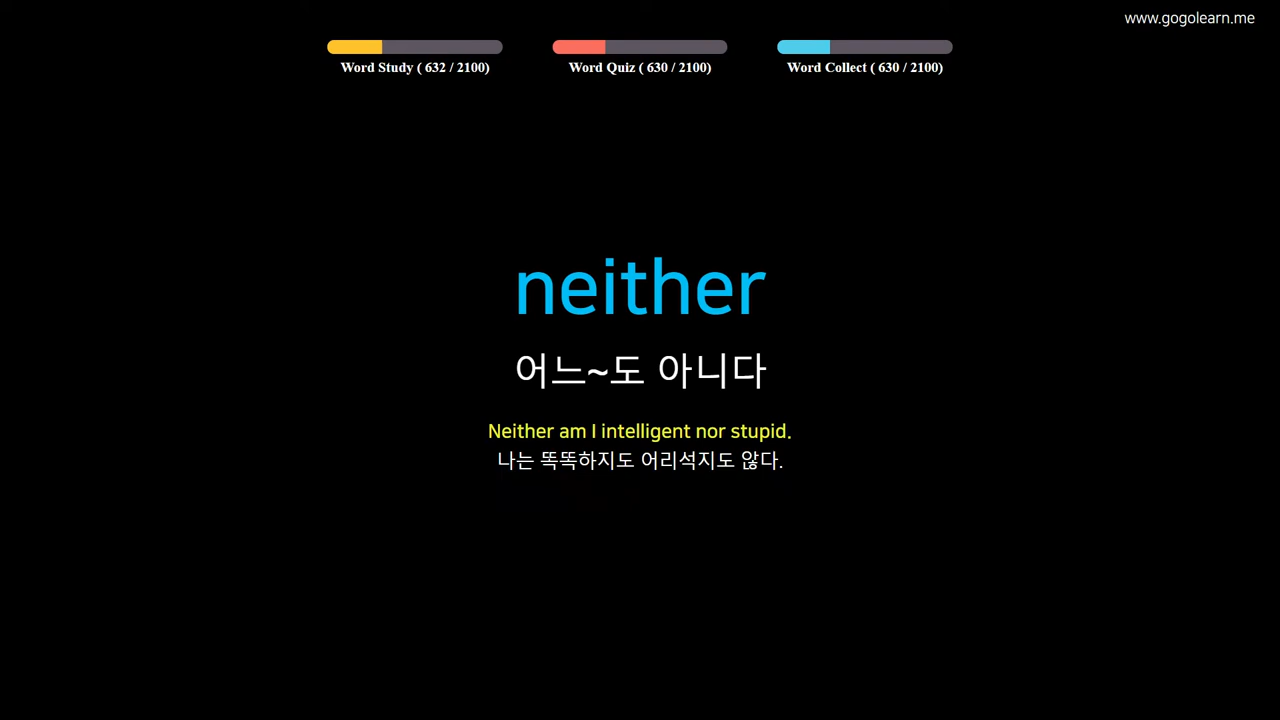 www.gogolearn.me
Word Study ( 632 / 2100)
Word Quiz ( 630 / 2100)
Word Collect ( 630 / 2100)
neither
어느~도 아니다
Neither am I intelligent nor stupid.
나는 똑똑하지도 어리석지도 않다.